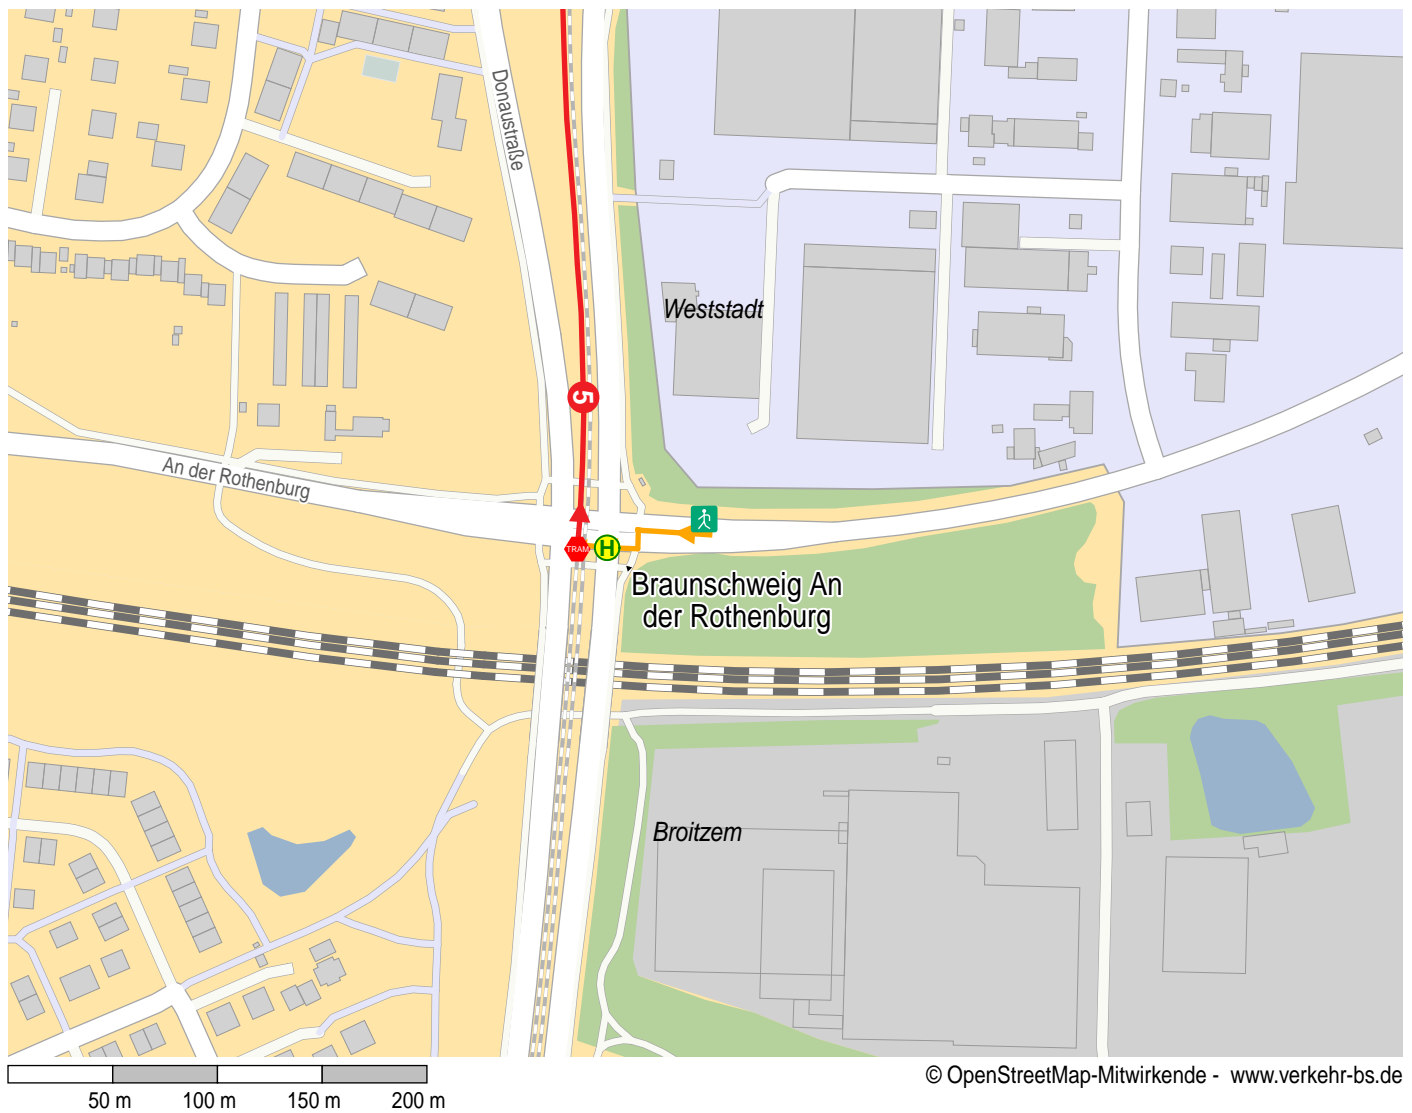 Donaustraße
Weststadt
5
An der Rothenburg
TRAM
H
Braunschweig An
der Rothenburg
Broitzem
50 m
100 m
150 m
200 m
© OpenStreetMap-Mitwirkende - www.verkehr-bs.de